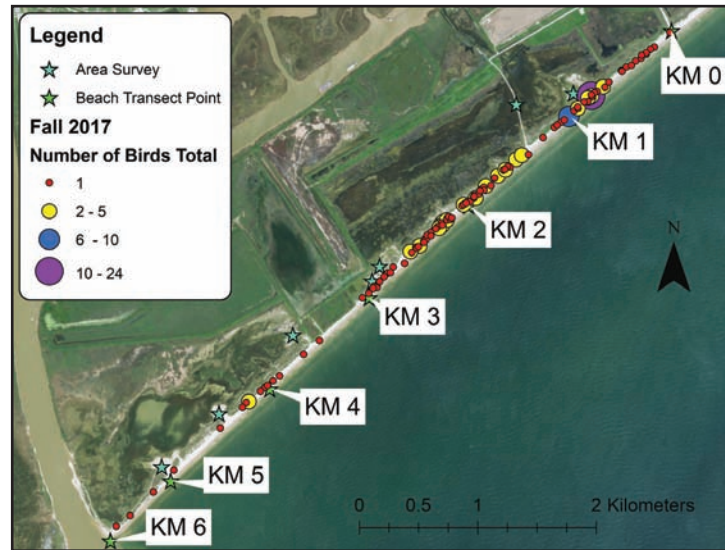 Legend
Area Survey
Beach Transect Point
Fall 2017
Number of Birds Total
1
2 - 5
6 - 10
10 - 24
KM 0
KM 1
KM 2
N
KM 3
KM 4
KM 5
KM 6
0 0.5 1 2 Kilometers